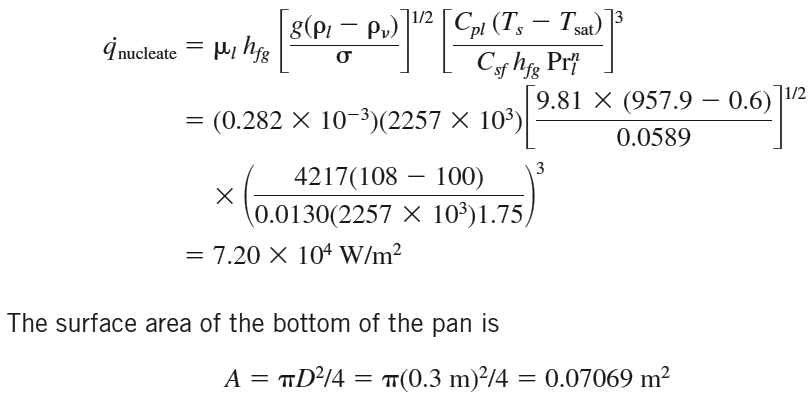 q̇nucleate = μl hfg [g(ρl − ρv)/σ]^1/2 [Cpl (Ts − Tsat)/Csf hfg Prl^n]^3
= (0.282 × 10−3)(2257 × 103)[9.81 × (957.9 − 0.6)/0.0589]^1/2
× (4217(108 − 100)/0.0130(2257 × 103)1.75)^3
= 7.20 × 104 W/m2
The surface area of the bottom of the pan is
A = πD2/4 = π(0.3 m)2/4 = 0.07069 m2